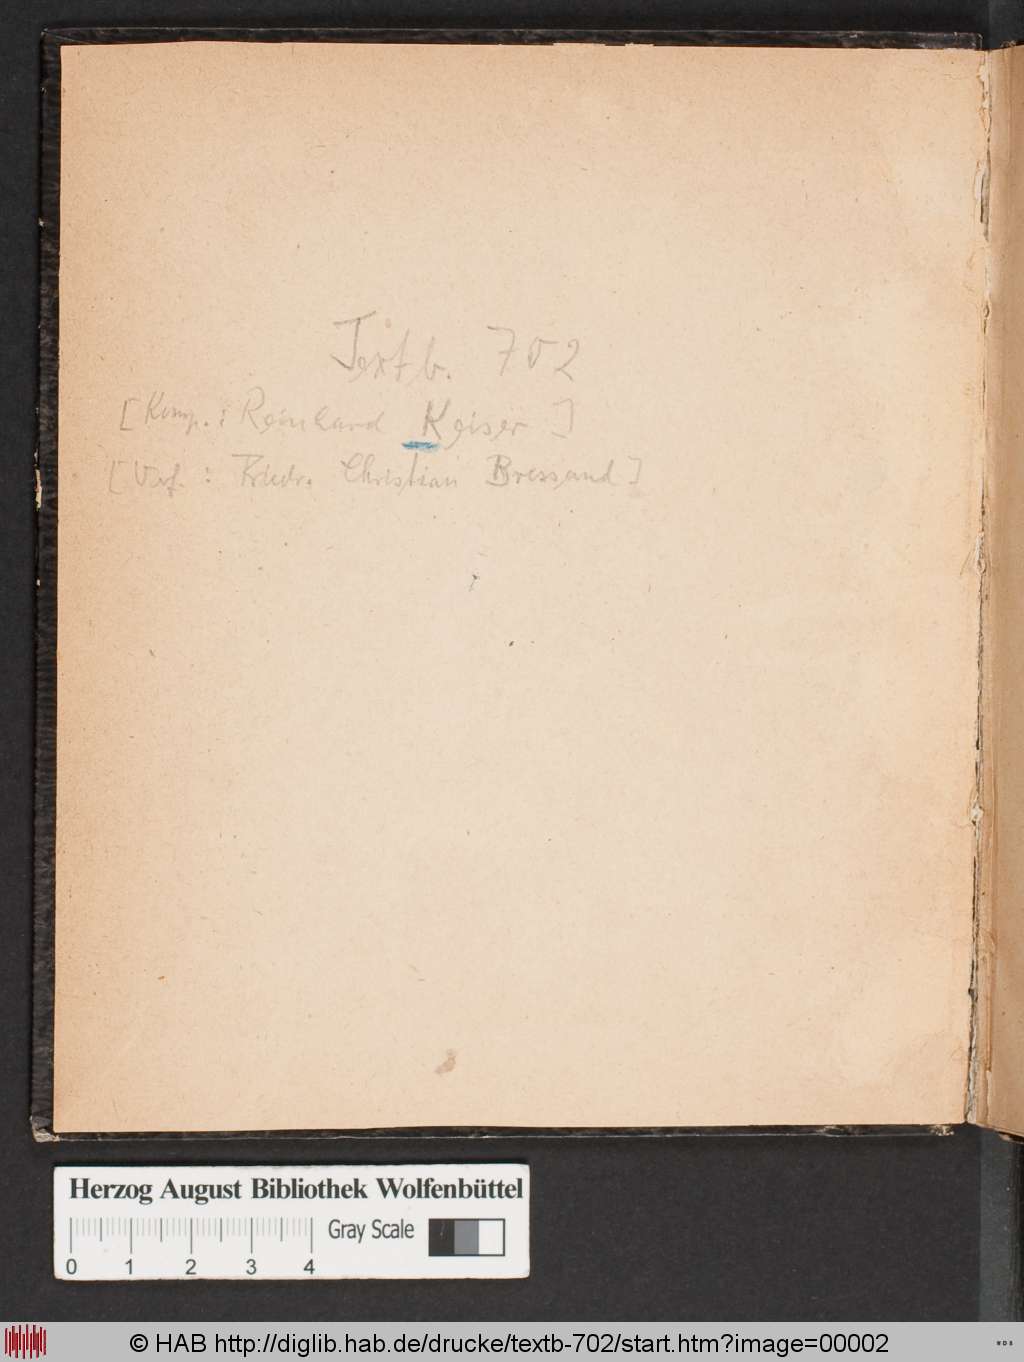 Textb. 702
[Komp.: Reinhard Keiser]
[Verf.: Friedr. Christian Bressand]
Herzog August Bibliothek Wolfenbüttel
Gray Scale
0 1 2 3 4
© HAB http://diglib.hab.de/drucke/textb-702/start.htm?image=00002